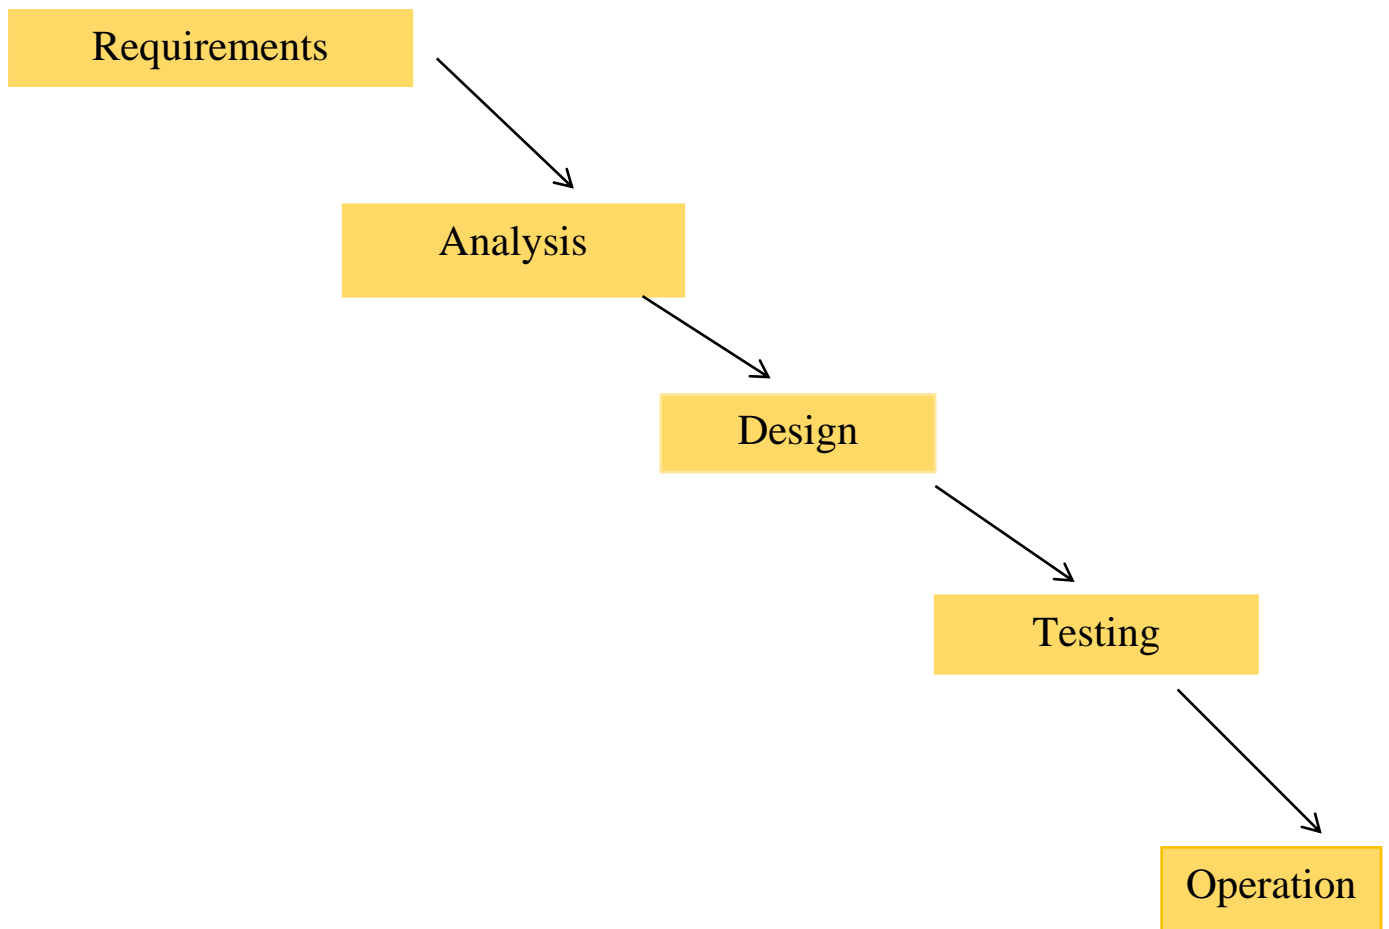 Requirements
Analysis
Design
Testing
Operation